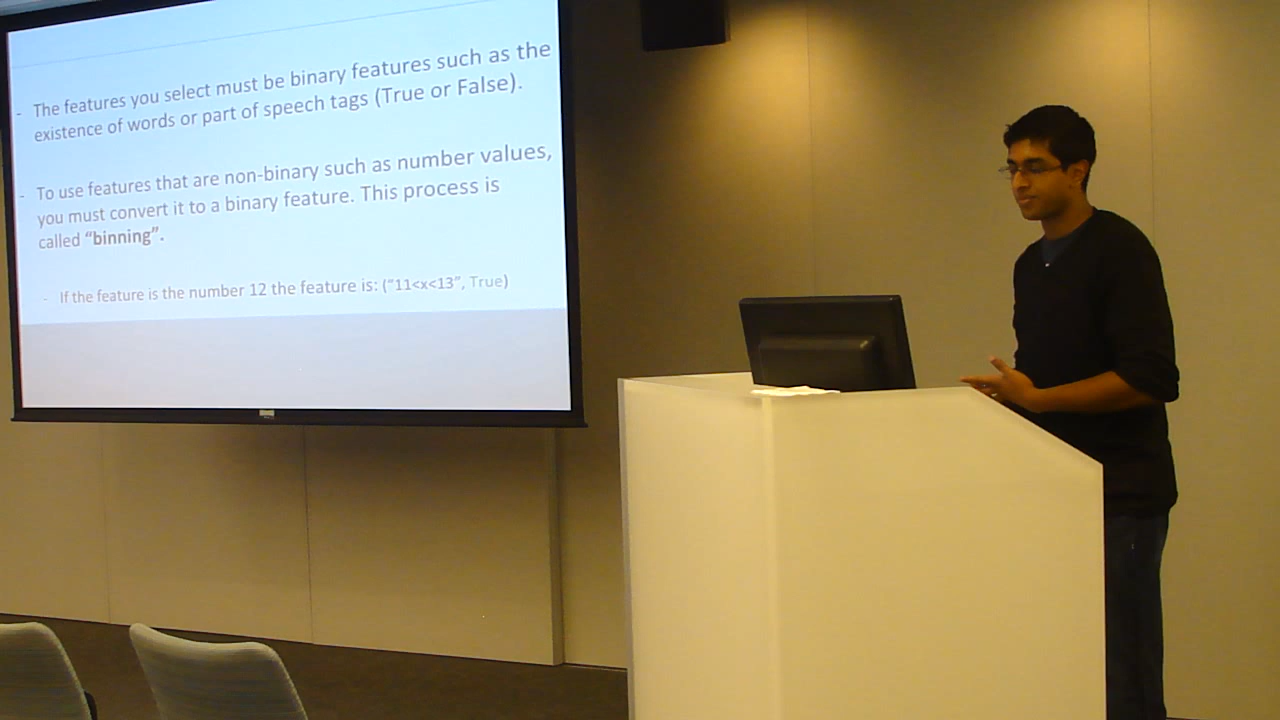 - The features you select must be binary features such as the
existence of words or part of speech tags (True or False).
- To use features that are non-binary such as number values,
you must convert it to a binary feature. This process is
called “binning”.
- If the feature is the number 12 the feature is: (“11<x<13”, True)